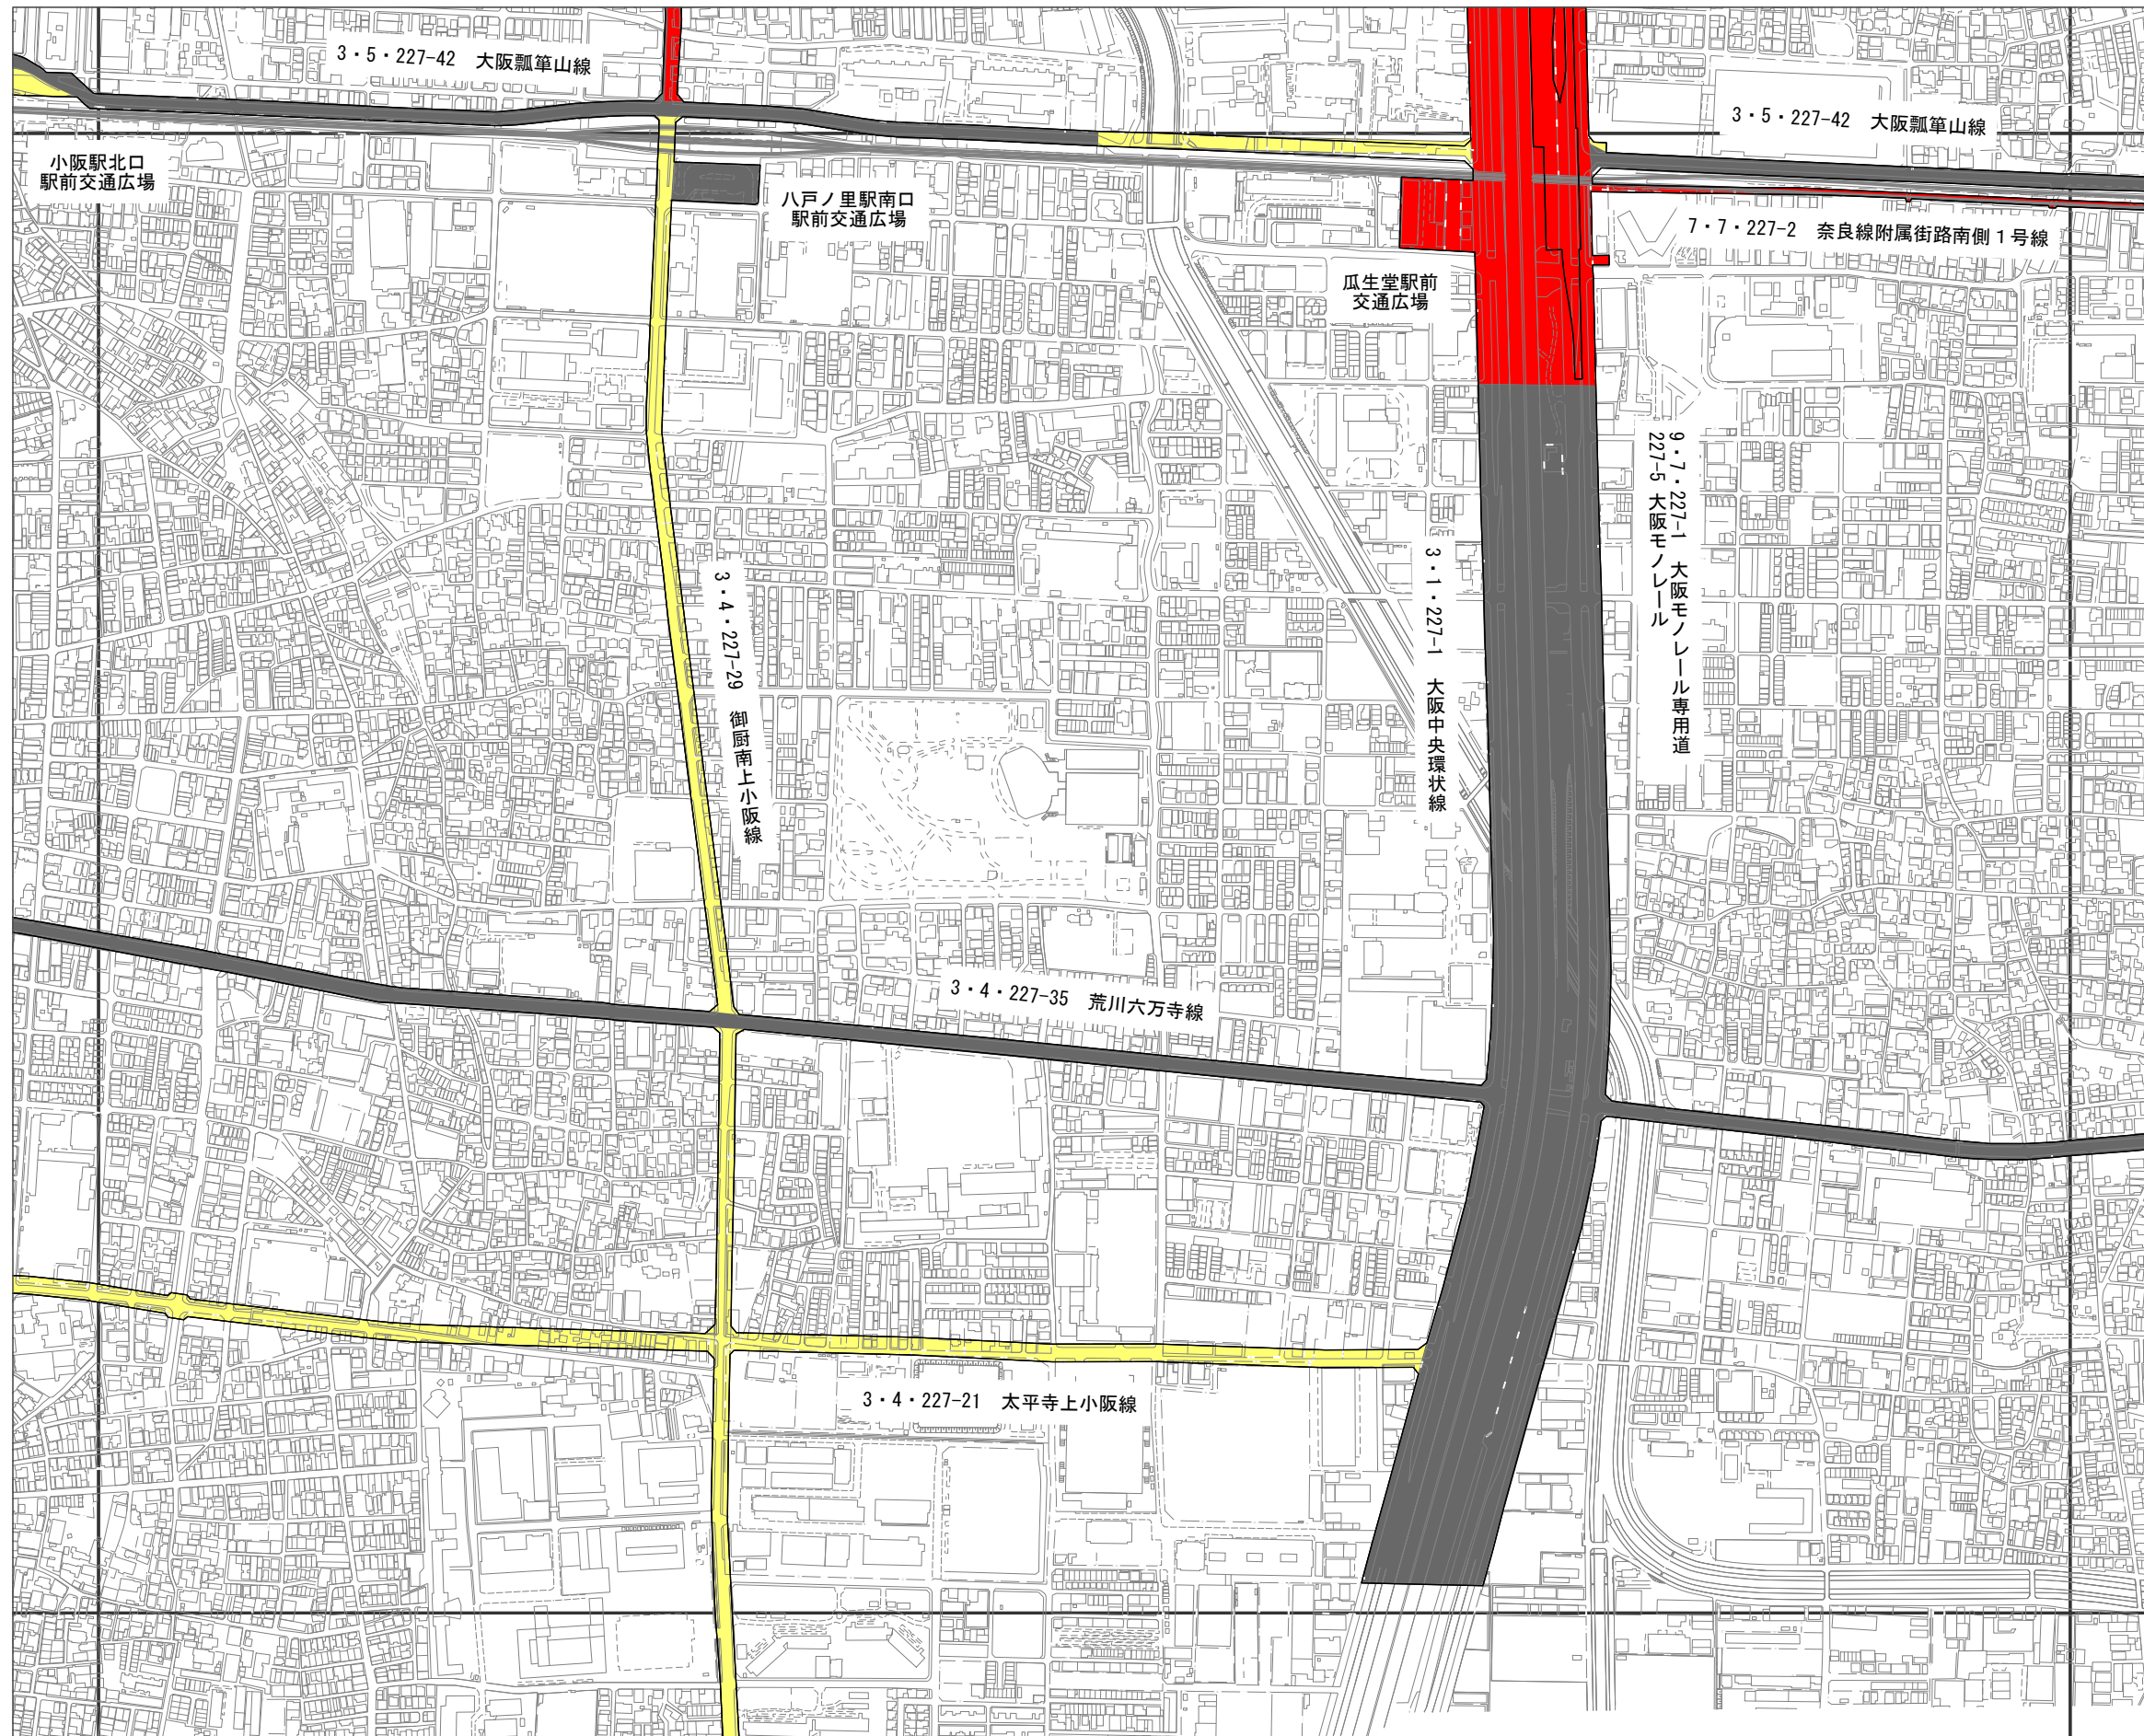 3・5・227-42　大阪瓢箪山線
3・5・227-42　大阪瓢箪山線
小阪駅北口
駅前交通広場
八戸ノ里駅南口
駅前交通広場
7・7・227-2　奈良線附属街路南側１号線
瓜生堂駅前
交通広場
9・7・227-1　大阪モノレール専用道
227-5 大阪モノレール
3・1・227-1　大阪中央環状線
3・4・227-29　御厨南上小阪線
3・4・227-35　荒川六万寺線
3・4・227-21　太平寺上小阪線